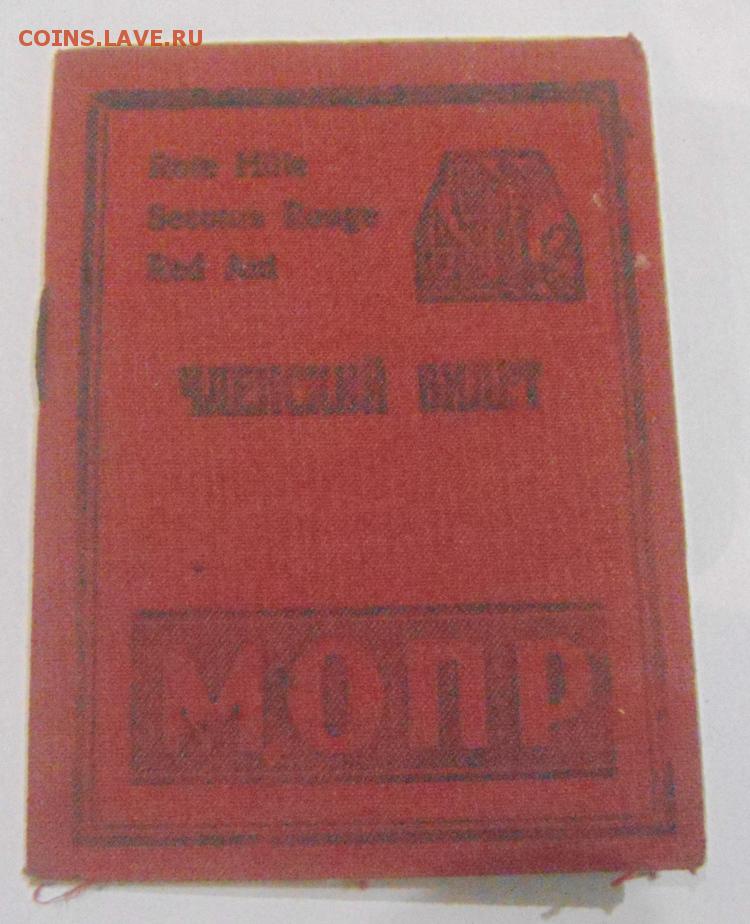 COINS.LAVE.RU
Rote Hilfe
Secours Rouge
Red Aid
ЧЛЕНСКИЙ БИЛЕТ
МОПР